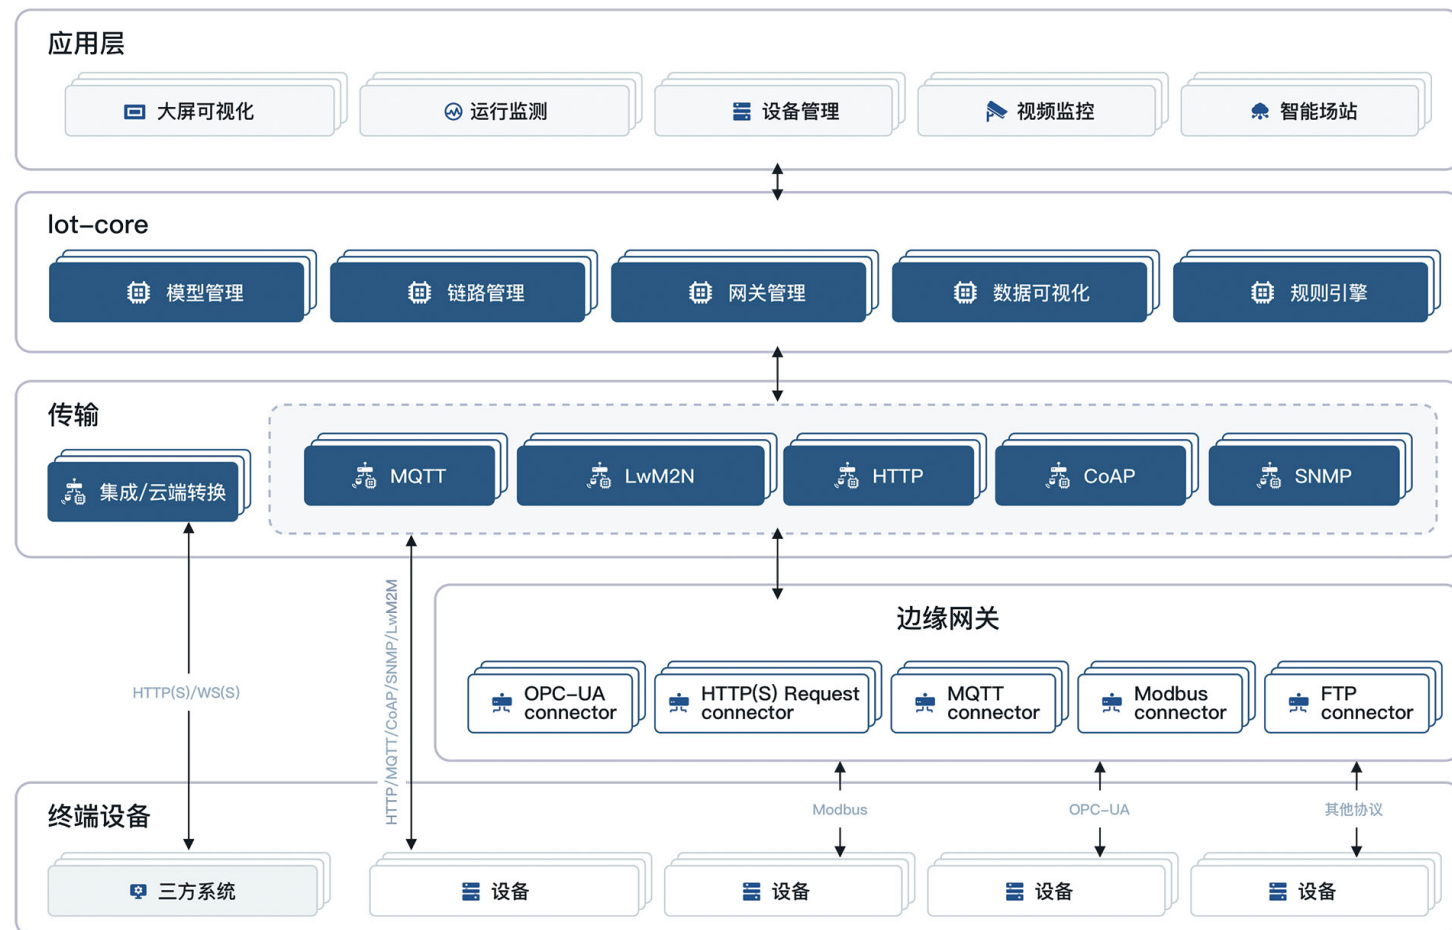 应用层
大屏可视化
运行监测
设备管理
视频监控
智能场站
Iot-core
模型管理
链路管理
网关管理
数据可视化
规则引擎
传输
集成/云端转换
MQTT
LwM2N
HTTP
CoAP
SNMP
HTTP(S)/WS(S)
HTTP/MQTT/CoAP/SNMP/LwM2M
边缘网关
OPC-UA
connector
HTTP(S) Request
connector
MQTT
connector
Modbus
connector
FTP
connector
Modbus
OPC-UA
其他协议
终端设备
三方系统
设备
设备
设备
设备